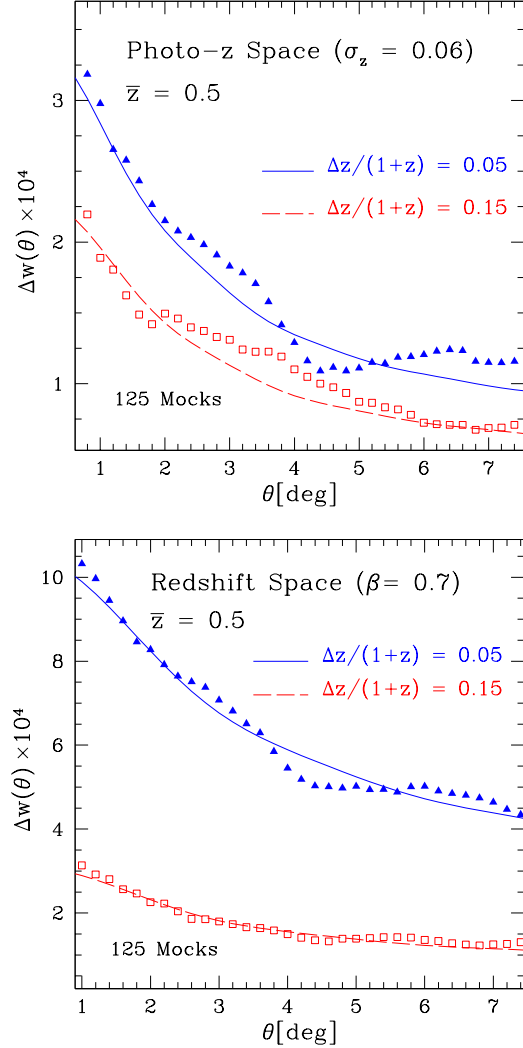 Photo-z Space (σz = 0.06)
z̅ = 0.5
Δz/(1+z) = 0.05
Δz/(1+z) = 0.15
125 Mocks
3
2
1
Δw(θ) ×10⁴
1 2 3 4 5 6 7
θ[deg]
Redshift Space (β= 0.7)
z̅ = 0.5
Δz/(1+z) = 0.05
Δz/(1+z) = 0.15
125 Mocks
10
8
6
4
2
Δw(θ) ×10⁴
1 2 3 4 5 6 7
θ[deg]